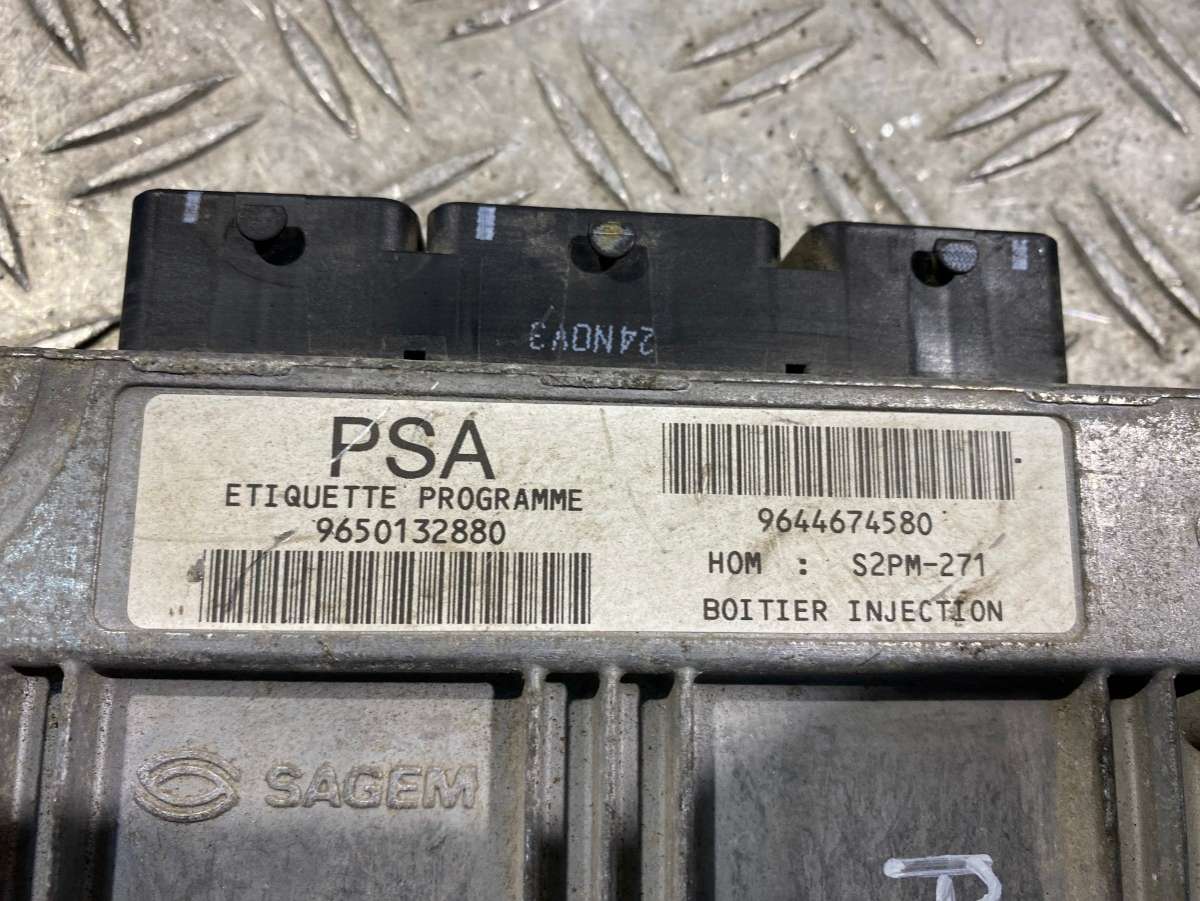 24NOV3
PSA
ETIQUETTE PROGRAMME
9650132880
9644674580
HOM : S2PM-271
BOITIER INJECTION
SAGEM